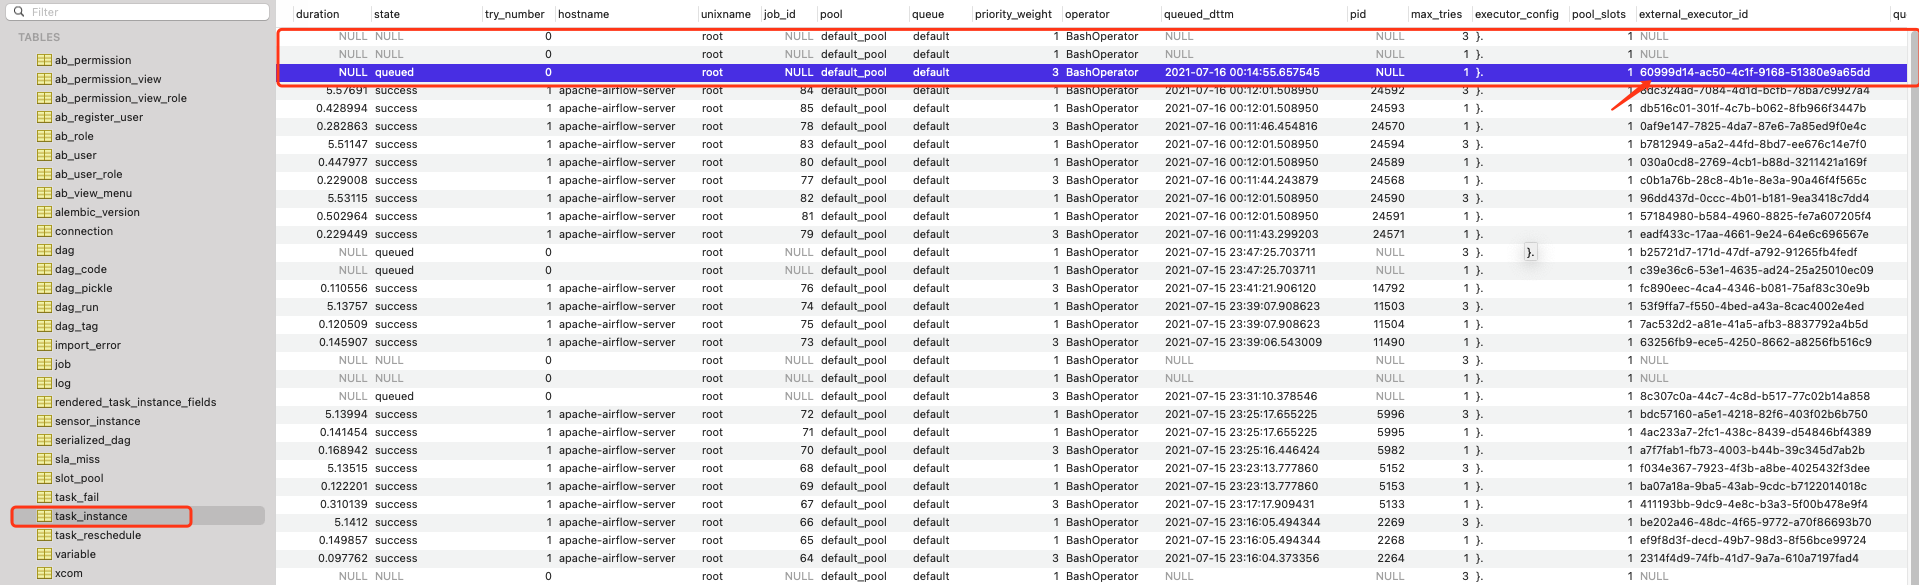 Filter
TABLES
ab_permission
ab_permission_view
ab_permission_view_role
ab_register_user
ab_role
ab_user
ab_user_role
ab_view_menu
alembic_version
connection
dag
dag_code
dag_pickle
dag_run
dag_tag
import_error
job
log
rendered_task_instance_fields
sensor_instance
serialized_dag
sla_miss
slot_pool
task_fail
task_instance
task_reschedule
variable
xcom
duration state try_number hostname unixname job_id pool queue priority_weight operator queued_dttm pid max_tries executor_config pool_slots external_executor_id qu
NULL NULL 0 root NULL default_pool default 1 BashOperator NULL NULL 3 }. 1 NULL
NULL NULL 0 root NULL default_pool default 1 BashOperator NULL NULL 1 }. 1 NULL
NULL queued 0 root NULL default_pool default 3 BashOperator 2021-07-16 00:14:55.657545 NULL 1 }. 1 60999d14-ac50-4c1f-9168-51380e9a65dd
5.57691 success 1 apache-airflow-server root 84 default_pool default 1 BashOperator 2021-07-16 00:12:01.508950 24592 3 }. 1 8dc324ad-7084-4d1d-bcfb-78ba7c9927a4
0.428994 success 1 apache-airflow-server root 85 default_pool default 1 BashOperator 2021-07-16 00:12:01.508950 24593 1 }. 1 db516c01-301f-4c7b-b062-8fb966f3447b
0.282863 success 1 apache-airflow-server root 78 default_pool default 3 BashOperator 2021-07-16 00:11:46.454816 24570 1 }. 1 0af9e147-7825-4da7-87e6-7a85ed9f0e4c
5.51147 success 1 apache-airflow-server root 83 default_pool default 1 BashOperator 2021-07-16 00:12:01.508950 24594 3 }. 1 b7812949-a5a2-44fd-8bd7-ee676c14e7f0
0.447977 success 1 apache-airflow-server root 80 default_pool default 1 BashOperator 2021-07-16 00:12:01.508950 24589 1 }. 1 030a0cd8-2769-4cb1-b88d-3211421a169f
0.229008 success 1 apache-airflow-server root 77 default_pool default 3 BashOperator 2021-07-16 00:11:44.243879 24568 1 }. 1 c0b1a76b-28c8-4b1e-8e3a-90a46f4f565c
5.53115 success 1 apache-airflow-server root 82 default_pool default 1 BashOperator 2021-07-16 00:12:01.508950 24590 3 }. 1 96dd437d-0ccc-4b01-b181-9ea3418c7dd4
0.502964 success 1 apache-airflow-server root 81 default_pool default 1 BashOperator 2021-07-16 00:12:01.508950 24591 1 }. 1 57184980-b584-4960-8825-fe7a607205f4
0.229449 success 1 apache-airflow-server root 79 default_pool default 3 BashOperator 2021-07-16 00:11:43.299203 24571 1 }. 1 eadf433c-17aa-4661-9e24-64e6c696567e
NULL queued 0 root NULL default_pool default 1 BashOperator 2021-07-15 23:47:25.703711 NULL 3 }. }. 1 b25721d7-171d-47df-a792-91265fb4fedf
NULL queued 0 root NULL default_pool default 1 BashOperator 2021-07-15 23:47:25.703711 NULL 1 }. 1 c39e36c6-53e1-4635-ad24-25a25010ec09
0.110556 success 1 apache-airflow-server root 76 default_pool default 3 BashOperator 2021-07-15 23:41:21.906120 14792 1 }. 1 fc890eec-4ca4-4346-b081-75af83c30e9b
5.13757 success 1 apache-airflow-server root 74 default_pool default 1 BashOperator 2021-07-15 23:39:07.908623 11503 3 }. 1 53f9ffa7-f550-4bed-a43a-8cac4002e4ed
0.120509 success 1 apache-airflow-server root 75 default_pool default 1 BashOperator 2021-07-15 23:39:07.908623 11504 1 }. 1 7ac532d2-a81e-41a5-afb3-8837792a4b5d
0.145907 success 1 apache-airflow-server root 73 default_pool default 3 BashOperator 2021-07-15 23:39:06.543009 11490 1 }. 1 63256fb9-ece5-4250-8662-a8256fb516c9
NULL NULL 0 root NULL default_pool default 1 BashOperator NULL NULL 3 }. 1 NULL
NULL NULL 0 root NULL default_pool default 1 BashOperator NULL NULL 1 }. 1 NULL
NULL queued 0 root NULL default_pool default 3 BashOperator 2021-07-15 23:31:10.378546 NULL 1 }. 1 8c307c0a-44c7-4c8d-b517-77c02b14a858
5.13994 success 1 apache-airflow-server root 72 default_pool default 1 BashOperator 2021-07-15 23:25:17.655225 5996 3 }. 1 bdc57160-a5e1-4218-82f6-403f02b6b750
0.141454 success 1 apache-airflow-server root 71 default_pool default 1 BashOperator 2021-07-15 23:25:17.655225 5995 1 }. 1 4ac233a7-2fc1-438c-8439-d54846bf4389
0.168942 success 1 apache-airflow-server root 70 default_pool default 3 BashOperator 2021-07-15 23:25:16.446424 5982 1 }. 1 a7f7fab1-fb73-4003-b44b-39c345d7ab2b
5.13515 success 1 apache-airflow-server root 68 default_pool default 1 BashOperator 2021-07-15 23:23:13.777860 5152 3 }. 1 f034e367-7923-4f3b-a8be-4025432f3dee
0.122201 success 1 apache-airflow-server root 69 default_pool default 1 BashOperator 2021-07-15 23:23:13.777860 5153 1 }. 1 ba07a18a-9ba5-43ab-9cdc-b7122014018c
0.310139 success 1 apache-airflow-server root 67 default_pool default 3 BashOperator 2021-07-15 23:17:17.909431 5133 1 }. 1 411193bb-9dc9-4e8c-b3a3-5f00b478e9f4
5.1412 success 1 apache-airflow-server root 66 default_pool default 1 BashOperator 2021-07-15 23:16:05.494344 2269 3 }. 1 be202a46-48dc-4f65-9772-a70f86693b70
0.149857 success 1 apache-airflow-server root 65 default_pool default 1 BashOperator 2021-07-15 23:16:05.494344 2268 1 }. 1 ef9f8d3f-decd-49b7-98d3-8f56bce99724
0.097762 success 1 apache-airflow-server root 64 default_pool default 3 BashOperator 2021-07-15 23:16:04.373356 2264 1 }. 1 2314f4d9-74fb-41d7-9a7a-610a7197fad4
NULL NULL 0 root NULL default_pool default 1 BashOperator NULL NULL 3 }. 1 NULL